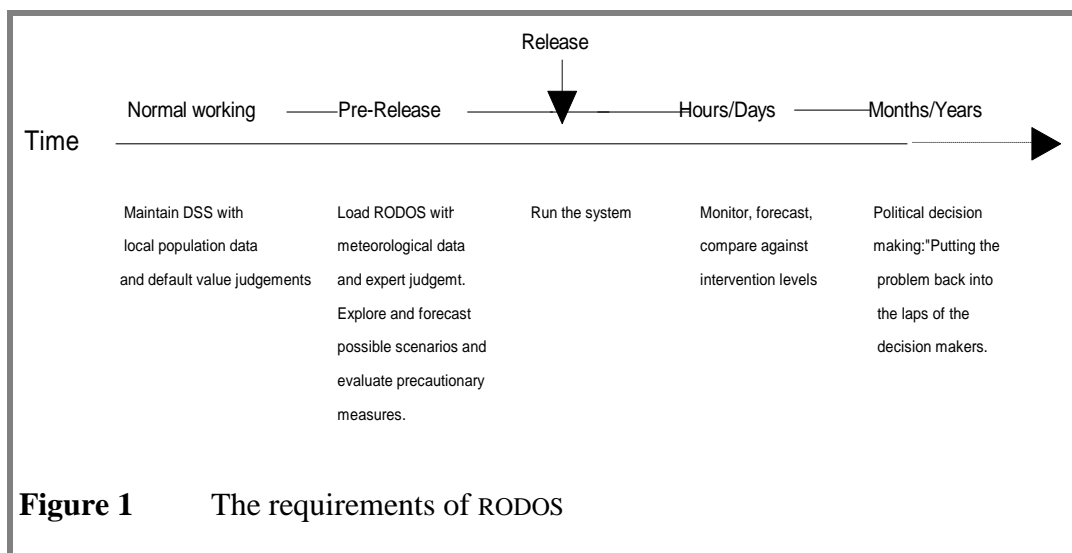 Release
Normal working
Pre-Release
Hours/Days
Months/Years
Time
Maintain DSS with
local population data
and default value judgements
Load RODOS with
meteorological data
and expert judgemt.
Explore and forecast
possible scenarios and
evaluate precautionary
measures.
Run the system
Monitor, forecast,
compare against
intervention levels
Political decision
making:"Putting the
problem back into
the laps of the
decision makers.
Figure 1 The requirements of RODOS